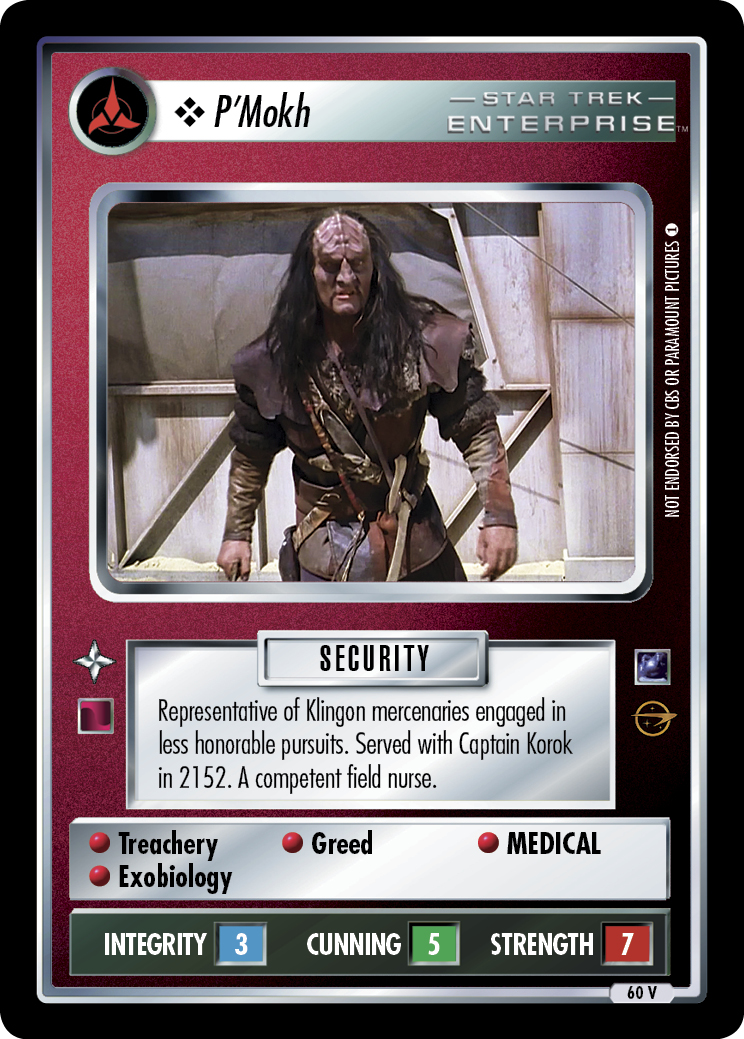 ❖ P'Mokh
STAR TREK
ENTERPRISE™
NOT ENDORSED BY CBS OR PARAMOUNT PICTURES 1
SECURITY
Representative of Klingon mercenaries engaged in
less honorable pursuits. Served with Captain Korok
in 2152. A competent field nurse.
Treachery Greed MEDICAL
Exobiology
INTEGRITY 3 CUNNING 5 STRENGTH 7
60 V